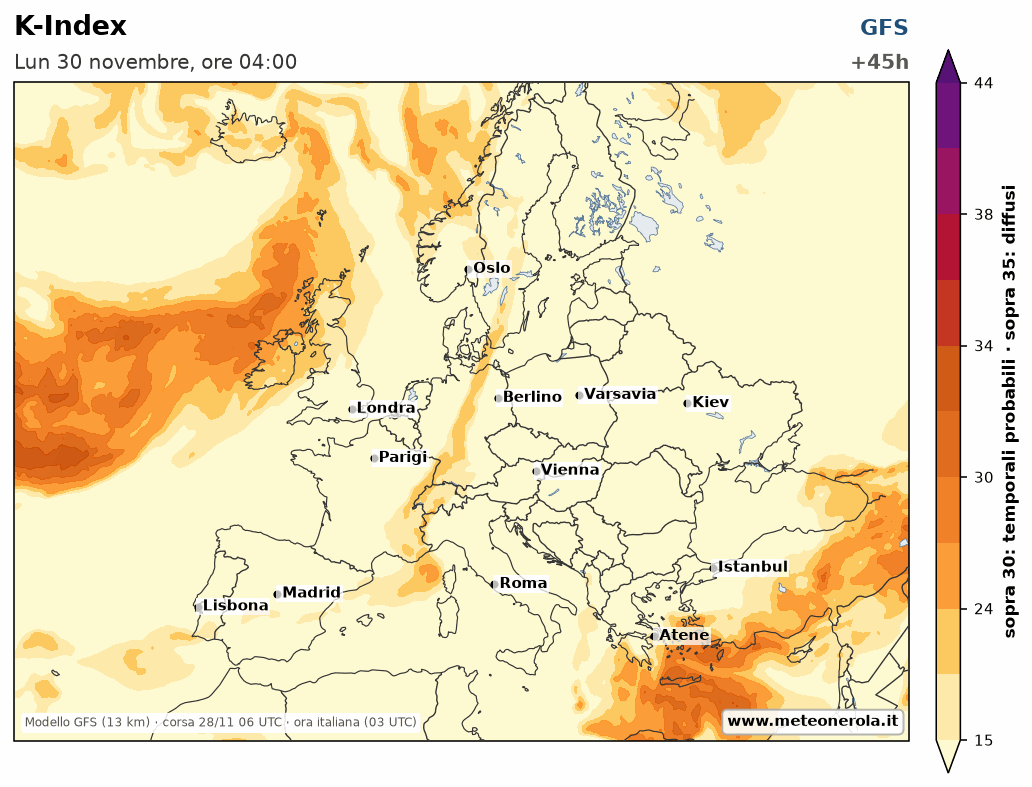 K-Index
GFS
Lun 30 novembre, ore 04:00
+45h
44
38
34
30
24
15
sopra 30: temporali probabili · sopra 35: diffusi
Oslo
Berlino
Varsavia
Kiev
Londra
Parigi
Vienna
Istanbul
Roma
Madrid
Lisbona
Atene
Modello GFS (13 km) · corsa 28/11 06 UTC · ora italiana (03 UTC)
www.meteonerola.it